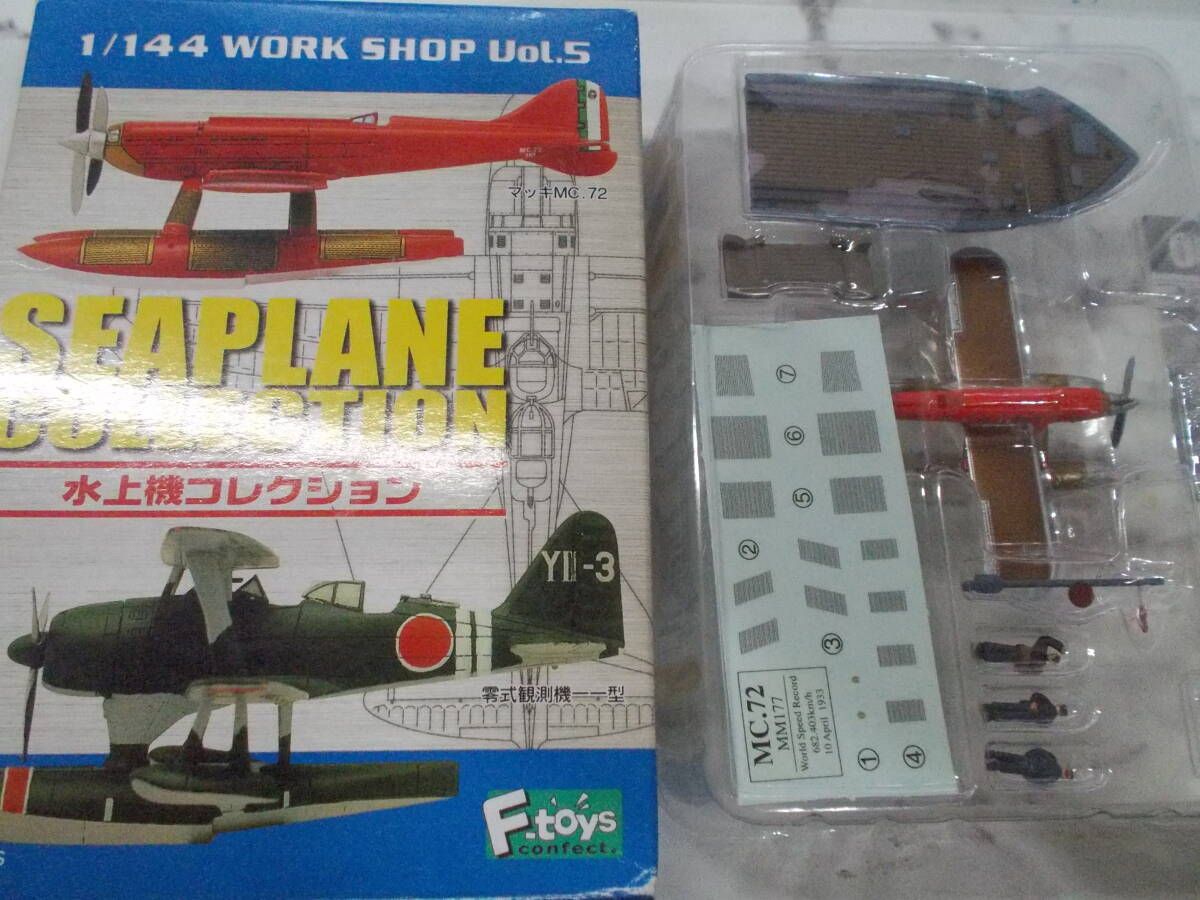 1/144 WORK SHOP Vol.5
MC.72
マッキMC.72
SEAPLANE
COLLECTION
水上機コレクション
YII-3
零式観測機一一型
F-toys
confect.
⑦
⑥
⑤
②
③
①
④
MC.72
MM177
World Speed Record
682.403km/h
10 April 1933